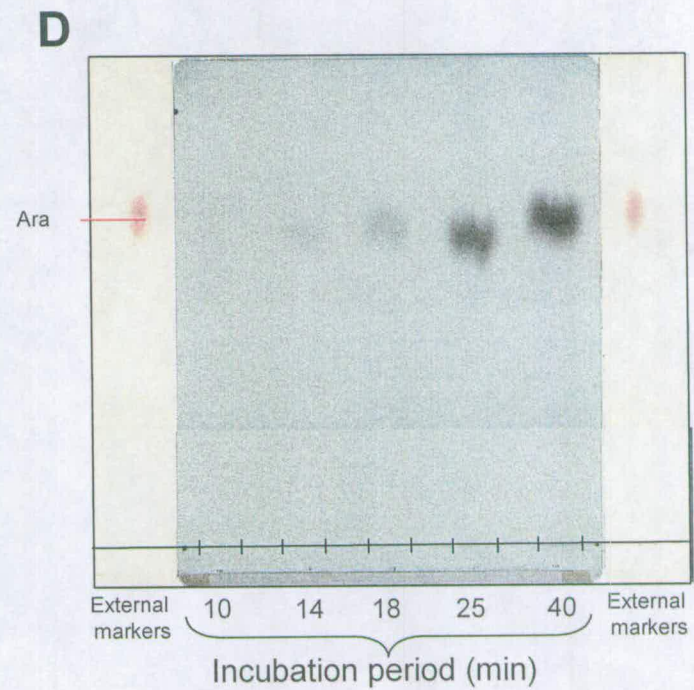 D
Ara
External markers
10 14 18 25 40
External markers
Incubation period (min)